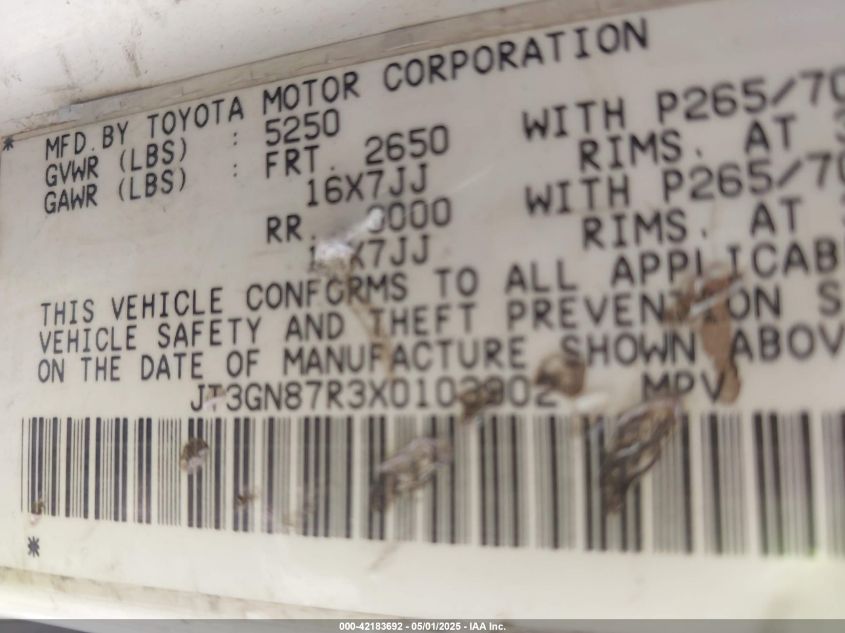 * MFD. BY TOYOTA MOTOR CORPORATION
GVWR (LBS) : 5250
GAWR (LBS) : FRT. 2650 WITH P265/70
16X7JJ RIMS. AT
RR. WITH P265/70
RIMS. AT
THIS VEHICLE CONFORMS TO ALL APPLICAB
VEHICLE SAFETY AND THEFT PREVENTION S
ON THE DATE OF MANUFACTURE SHOWN ABOV
JT3GN87R3X0103902 MPV
*
000-42183692 - 05/01/2025 - IAA Inc.